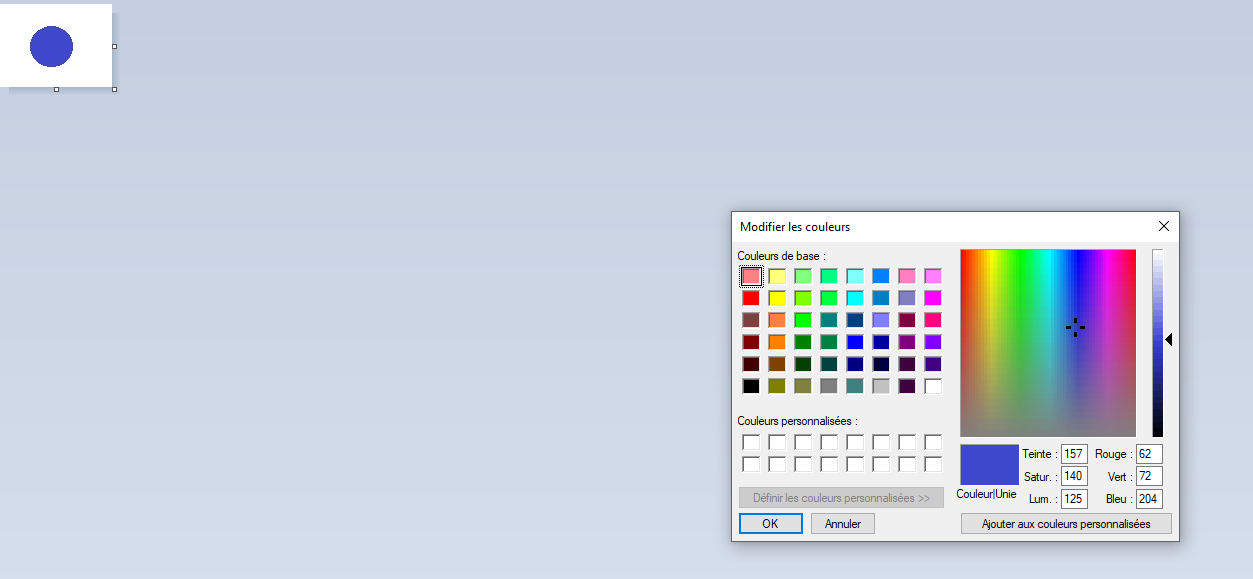 Modifier les couleurs
Couleurs de base :
Couleurs personnalisées :
Définir les couleurs personnalisées >>
OK Annuler
Teinte : 157 Rouge : 62
Satur. : 140 Vert : 72
Couleur|Unie Lum. : 125 Bleu : 204
Ajouter aux couleurs personnalisées